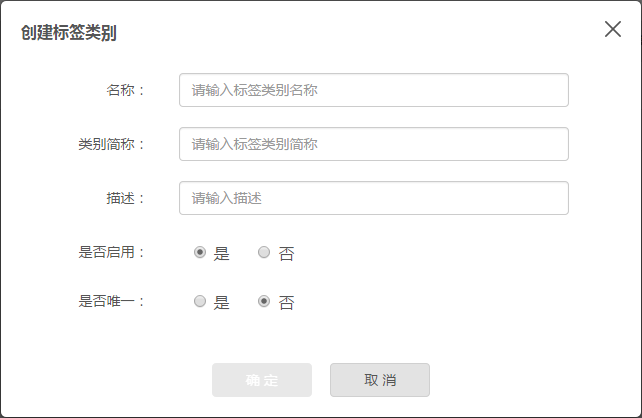 创建标签类别
名称： 请输入标签类别名称
类别简称： 请输入标签类别简称
描述： 请输入描述
是否启用： 是 否
是否唯一： 是 否
确 定 取 消